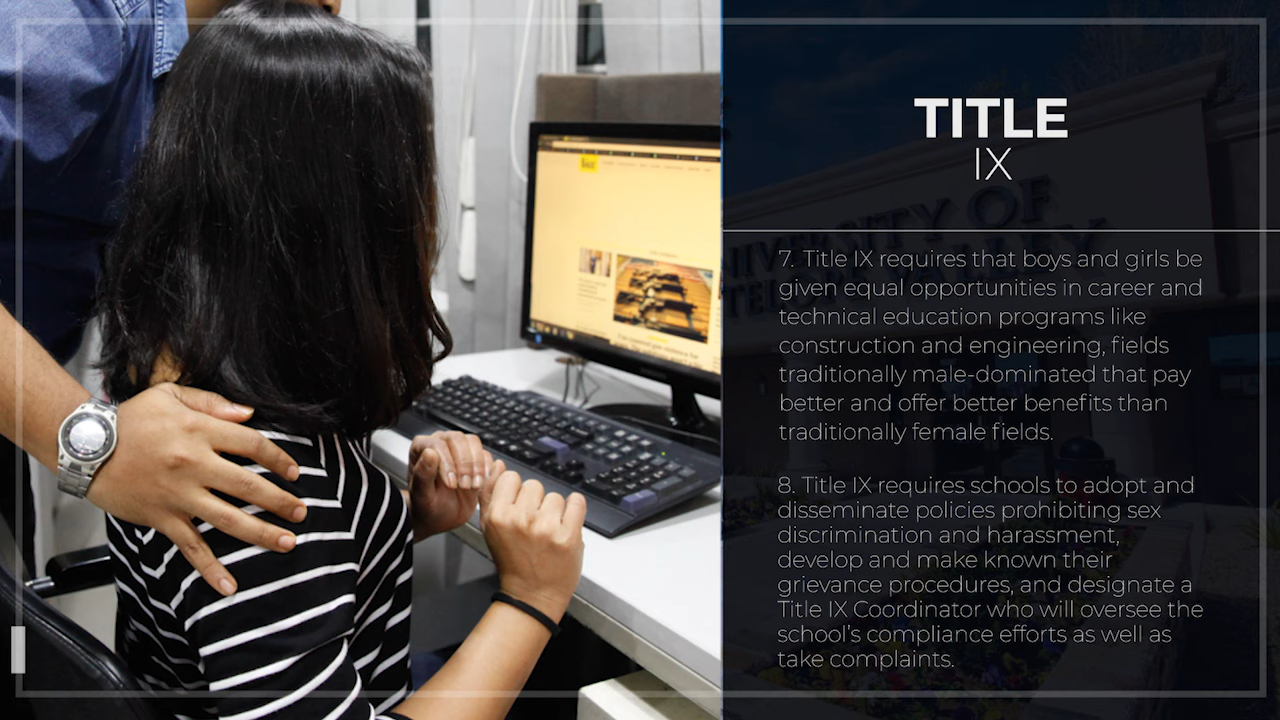 TITLE
IX
7. Title IX requires that boys and girls be
given equal opportunities in career and
technical education programs like
construction and engineering, fields
traditionally male-dominated that pay
better and offer better benefits than
traditionally female fields.
8. Title IX requires schools to adopt and
disseminate policies prohibiting sex
discrimination and harassment,
develop and make known their
grievance procedures, and designate a
Title IX Coordinator who will oversee the
school's compliance efforts as well as
take complaints.